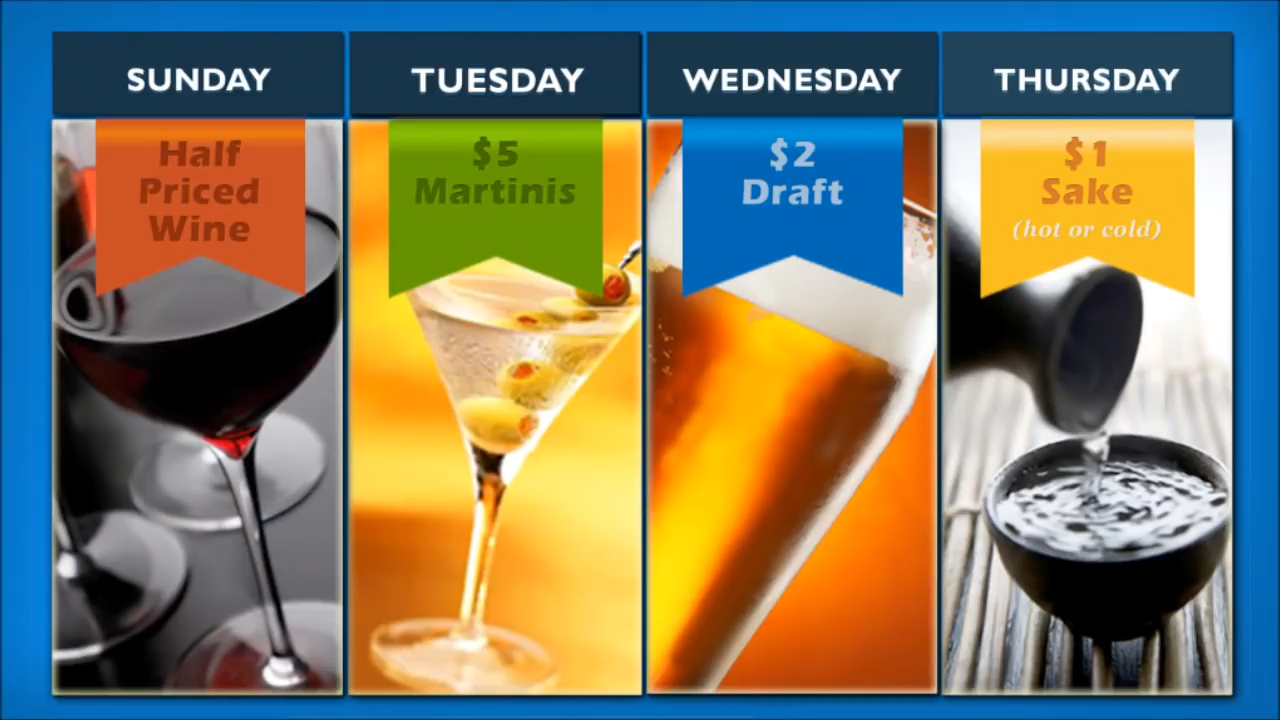 SUNDAY
Half
Priced
Wine
TUESDAY
$5
Martinis
WEDNESDAY
$2
Draft
THURSDAY
$1
Sake
(hot or cold)